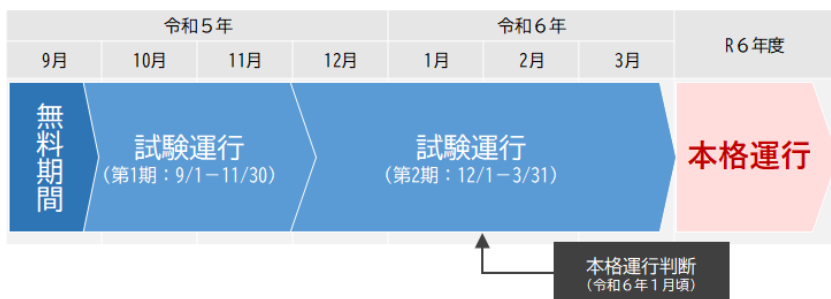 令和５年
令和６年
R６年度
9月
10月
11月
12月
1月
2月
3月
無料期間
試験運行
(第1期：9/1－11/30)
試験運行
(第2期：12/1－3/31)
本格運行
本格運行判断
(令和６年１月頃)